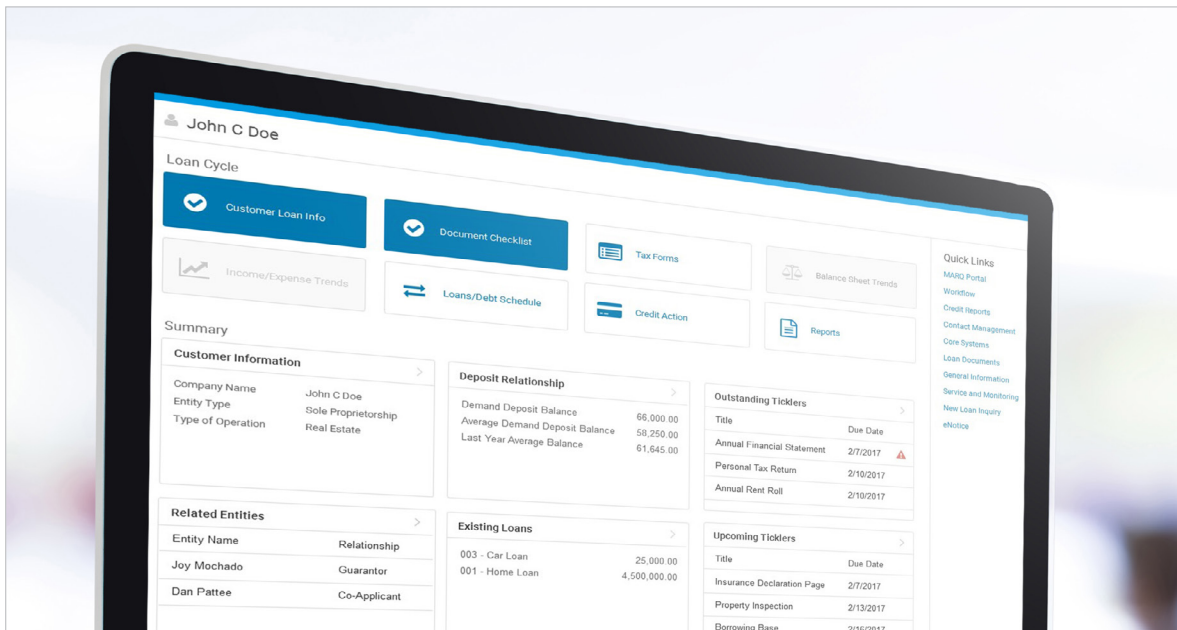 John C Doe
Loan Cycle
Customer Loan Info
Document Checklist
Tax Forms
Balance Sheet Trends
Income/Expense Trends
Loans/Debt Schedule
Credit Action
Reports
Summary
Customer Information
Company Name John C Doe
Entity Type Sole Proprietorship
Type of Operation Real Estate
Deposit Relationship
Demand Deposit Balance 66,000.00
Average Demand Deposit Balance 58,250.00
Last Year Average Balance 61,645.00
Outstanding Ticklers
Title Due Date
Annual Financial Statement 2/7/2017
Personal Tax Return 2/10/2017
Annual Rent Roll 2/10/2017
Related Entities
Entity Name Relationship
Joy Mochado Guarantor
Dan Pattee Co-Applicant
Existing Loans
003 - Car Loan 25,000.00
001 - Home Loan 4,500,000.00
Upcoming Ticklers
Title Due Date
Insurance Declaration Page 2/7/2017
Property Inspection 2/13/2017
Borrowing Base 2/15/2017
Quick Links
MARQ Portal
Workflow
Credit Reports
Contact Management
Core Systems
Loan Documents
General Information
Service and Monitoring
New Loan Inquiry
eNotice